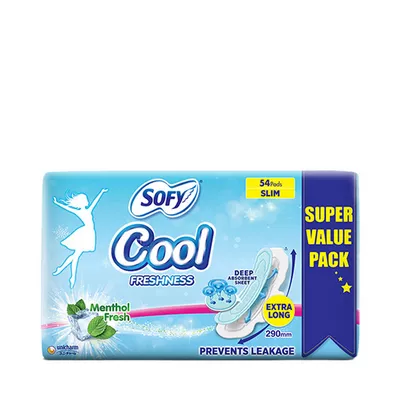 SOFY
Cool
FRESHNESS
Menthol
Fresh
unicharm
54 Pads
SLIM
DEEP
ABSORBENT
SHEET
EXTRA
LONG
290mm
PREVENTS LEAKAGE
SUPER
VALUE
PACK